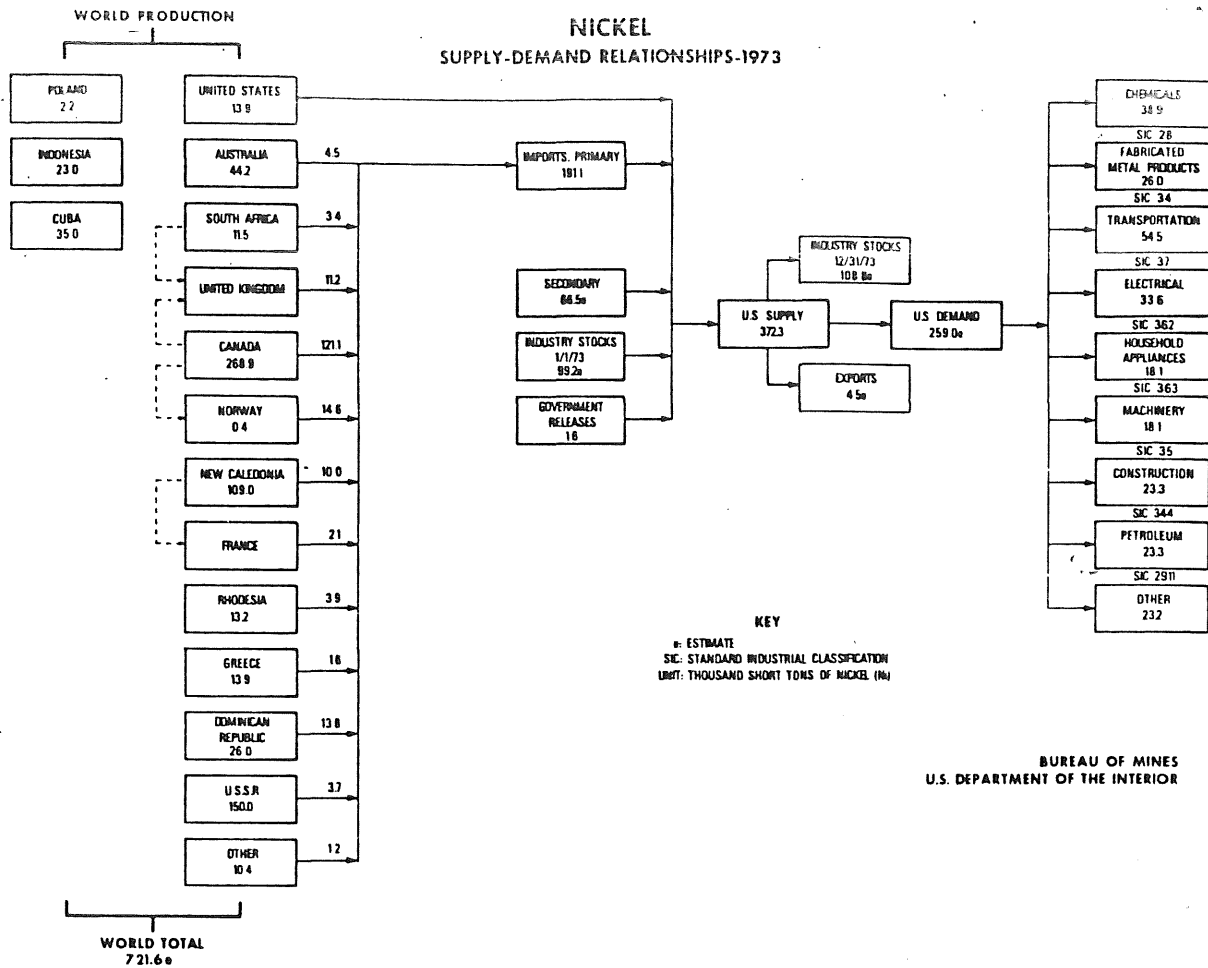 WORLD PRODUCTION
NICKEL
SUPPLY-DEMAND RELATIONSHIPS-1973
POLAND
2.2
INDONESIA
23.0
CUBA
35.0
UNITED STATES
13.9
AUSTRALIA
44.2
4.5
SOUTH AFRICA
11.5
3.4
UNITED KINGDOM
11.2
CANADA
268.9
121.1
NORWAY
0.4
14.6
NEW CALEDONIA
109.0
10.0
FRANCE
2.1
RHODESIA
13.2
3.9
GREECE
13.9
1.6
DOMINICAN
REPUBLIC
26.0
13.8
U.S.S.R
150.0
3.7
OTHER
10.4
1.2
WORLD TOTAL
721.6e
IMPORTS, PRIMARY
191.1
SECONDARY
66.5e
INDUSTRY STOCKS
1/1/73
99.2e
GOVERNMENT
RELEASES
1.6
INDUSTRY STOCKS
12/31/73
108.8e
U.S. SUPPLY
372.3
EXPORTS
4.5e
U.S. DEMAND
259.0e
CHEMICALS
38.9
SIC 28
FABRICATED
METAL PRODUCTS
26.0
SIC 34
TRANSPORTATION
54.5
SIC 37
ELECTRICAL
33.6
SIC 362
HOUSEHOLD
APPLIANCES
18.1
SIC 363
MACHINERY
18.1
SIC 35
CONSTRUCTION
23.3
SIC 344
PETROLEUM
23.3
SIC 2911
OTHER
23.2
KEY
e: ESTIMATE
SIC: STANDARD INDUSTRIAL CLASSIFICATION
UNIT: THOUSAND SHORT TONS OF NICKEL (Ni)
BUREAU OF MINES
U.S. DEPARTMENT OF THE INTERIOR